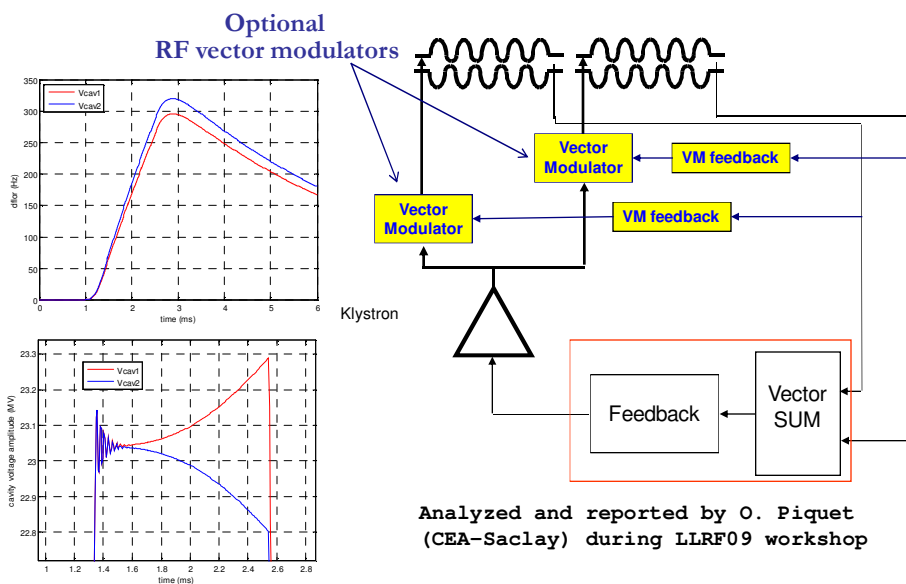 Optional
RF vector modulators
350
300
250
200
150
100
50
0
dflor (Hz)
Vcav1
Vcav2
0 1 2 3 4 5 6
time (ms)
23.3
23.2
23.1
23
22.9
22.8
cavity voltage amplitude (MV)
Vcav1
Vcav2
1 1.2 1.4 1.6 1.8 2 2.2 2.4 2.6 2.8
time (ms)
Vector
Modulator
VM feedback
Vector
Modulator
VM feedback
Klystron
Feedback
Vector
SUM
Analyzed and reported by O. Piquet
(CEA-Saclay) during LLRF09 workshop